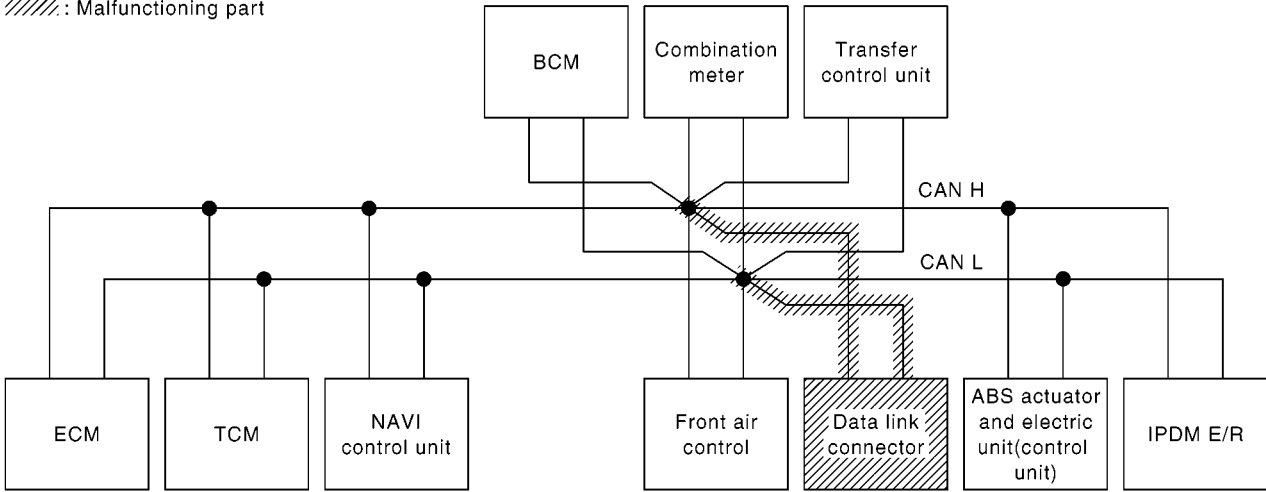 : Malfunctioning part
BCM
Combination
meter
Transfer
control unit
CAN H
CAN L
ECM
TCM
NAVI
control unit
Front air
control
Data link
connector
ABS actuator
and electric
unit(control
unit)
IPDM E/R